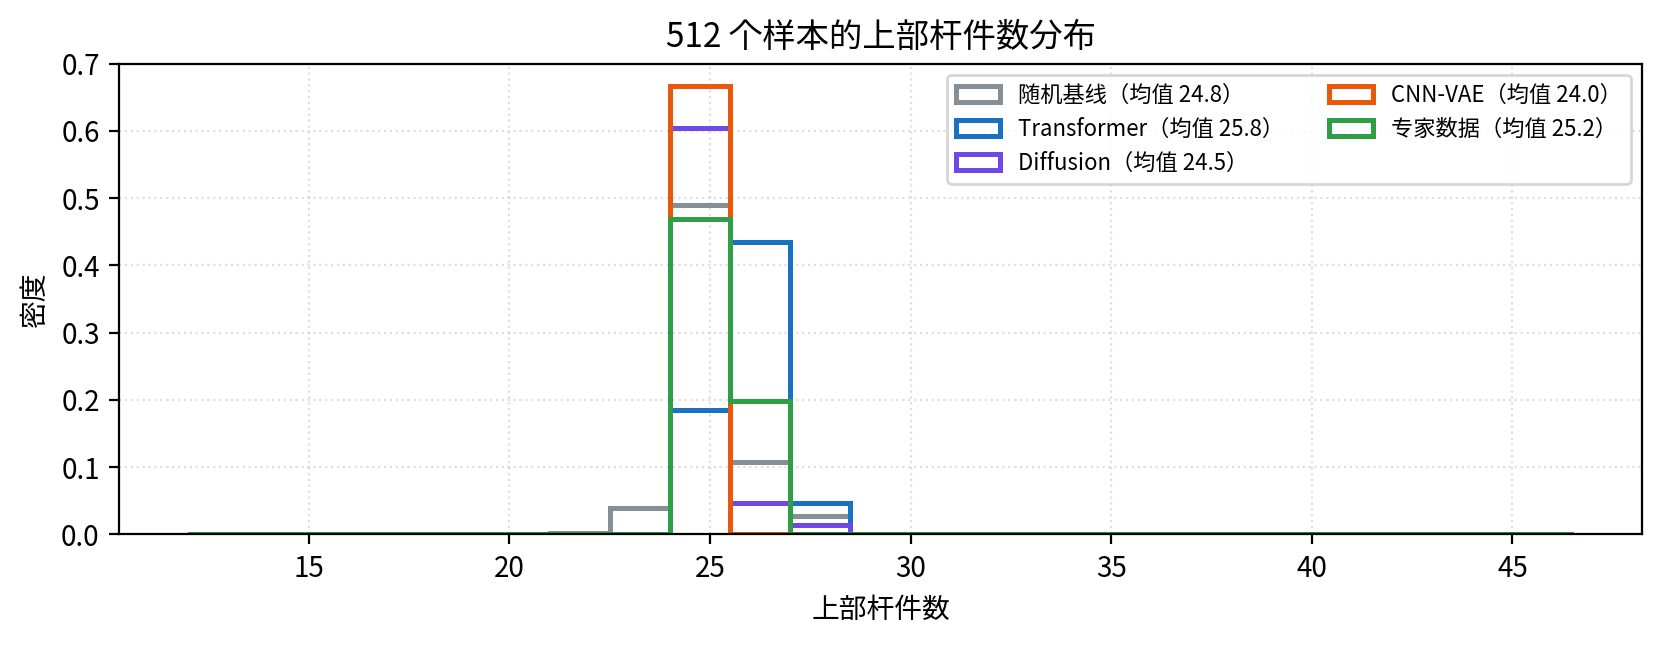 512 个样本的上部杆件数分布
0.7
0.6
0.5
0.4
0.3
0.2
0.1
0.0
密度
随机基线（均值 24.8）
Transformer（均值 25.8）
Diffusion（均值 24.5）
CNN-VAE（均值 24.0）
专家数据（均值 25.2）
15 20 25 30 35 40 45
上部杆件数